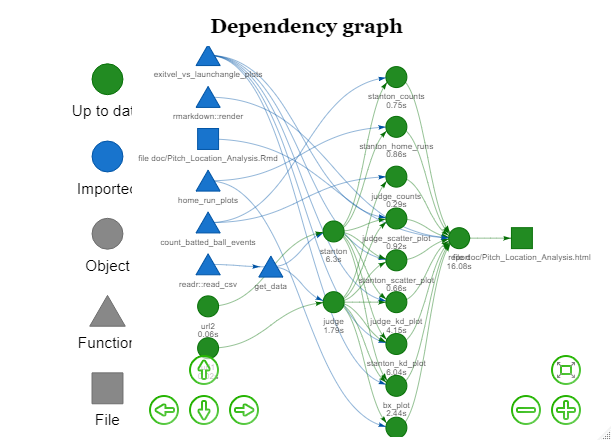 Dependency graph
Up to dat
Imported
Object
Function
File
exitvel_vs_launchangle_plots
rmarkdown::render
file doc/Pitch_Location_Analysis.Rmd
home_run_plots
count_batted_ball_events
readr::read_csv
get_data
url2
0.06s
stanton
6.3s
judge
1.79s
stanton_counts
0.75s
stanton_home_runs
0.86s
judge_counts
0.29s
judge_scatter_plot
0.92s
stanton_scatter_plot
0.66s
judge_kd_plot
4.15s
stanton_kd_plot
6.04s
bx_plot
2.44s
report
16.08s
file doc/Pitch_Location_Analysis.html